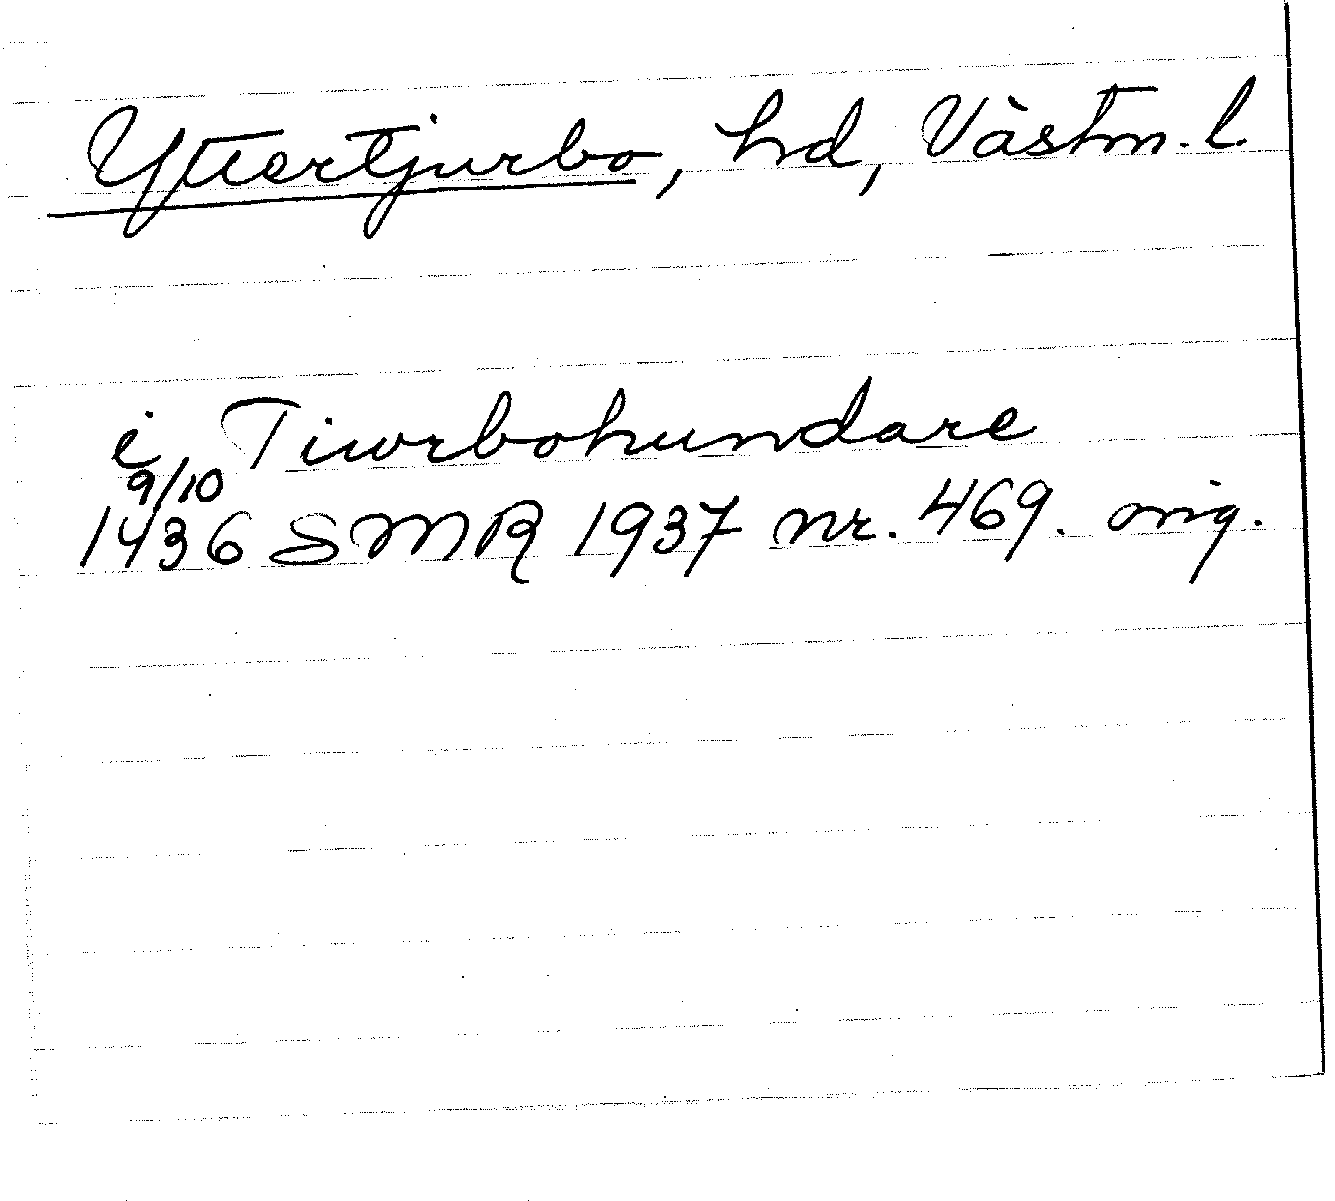 Yttertjurbo, hd, Västm. l.
i Tiwrbohundare
9/10
1436 SMR 1937 nr. 469. orig.